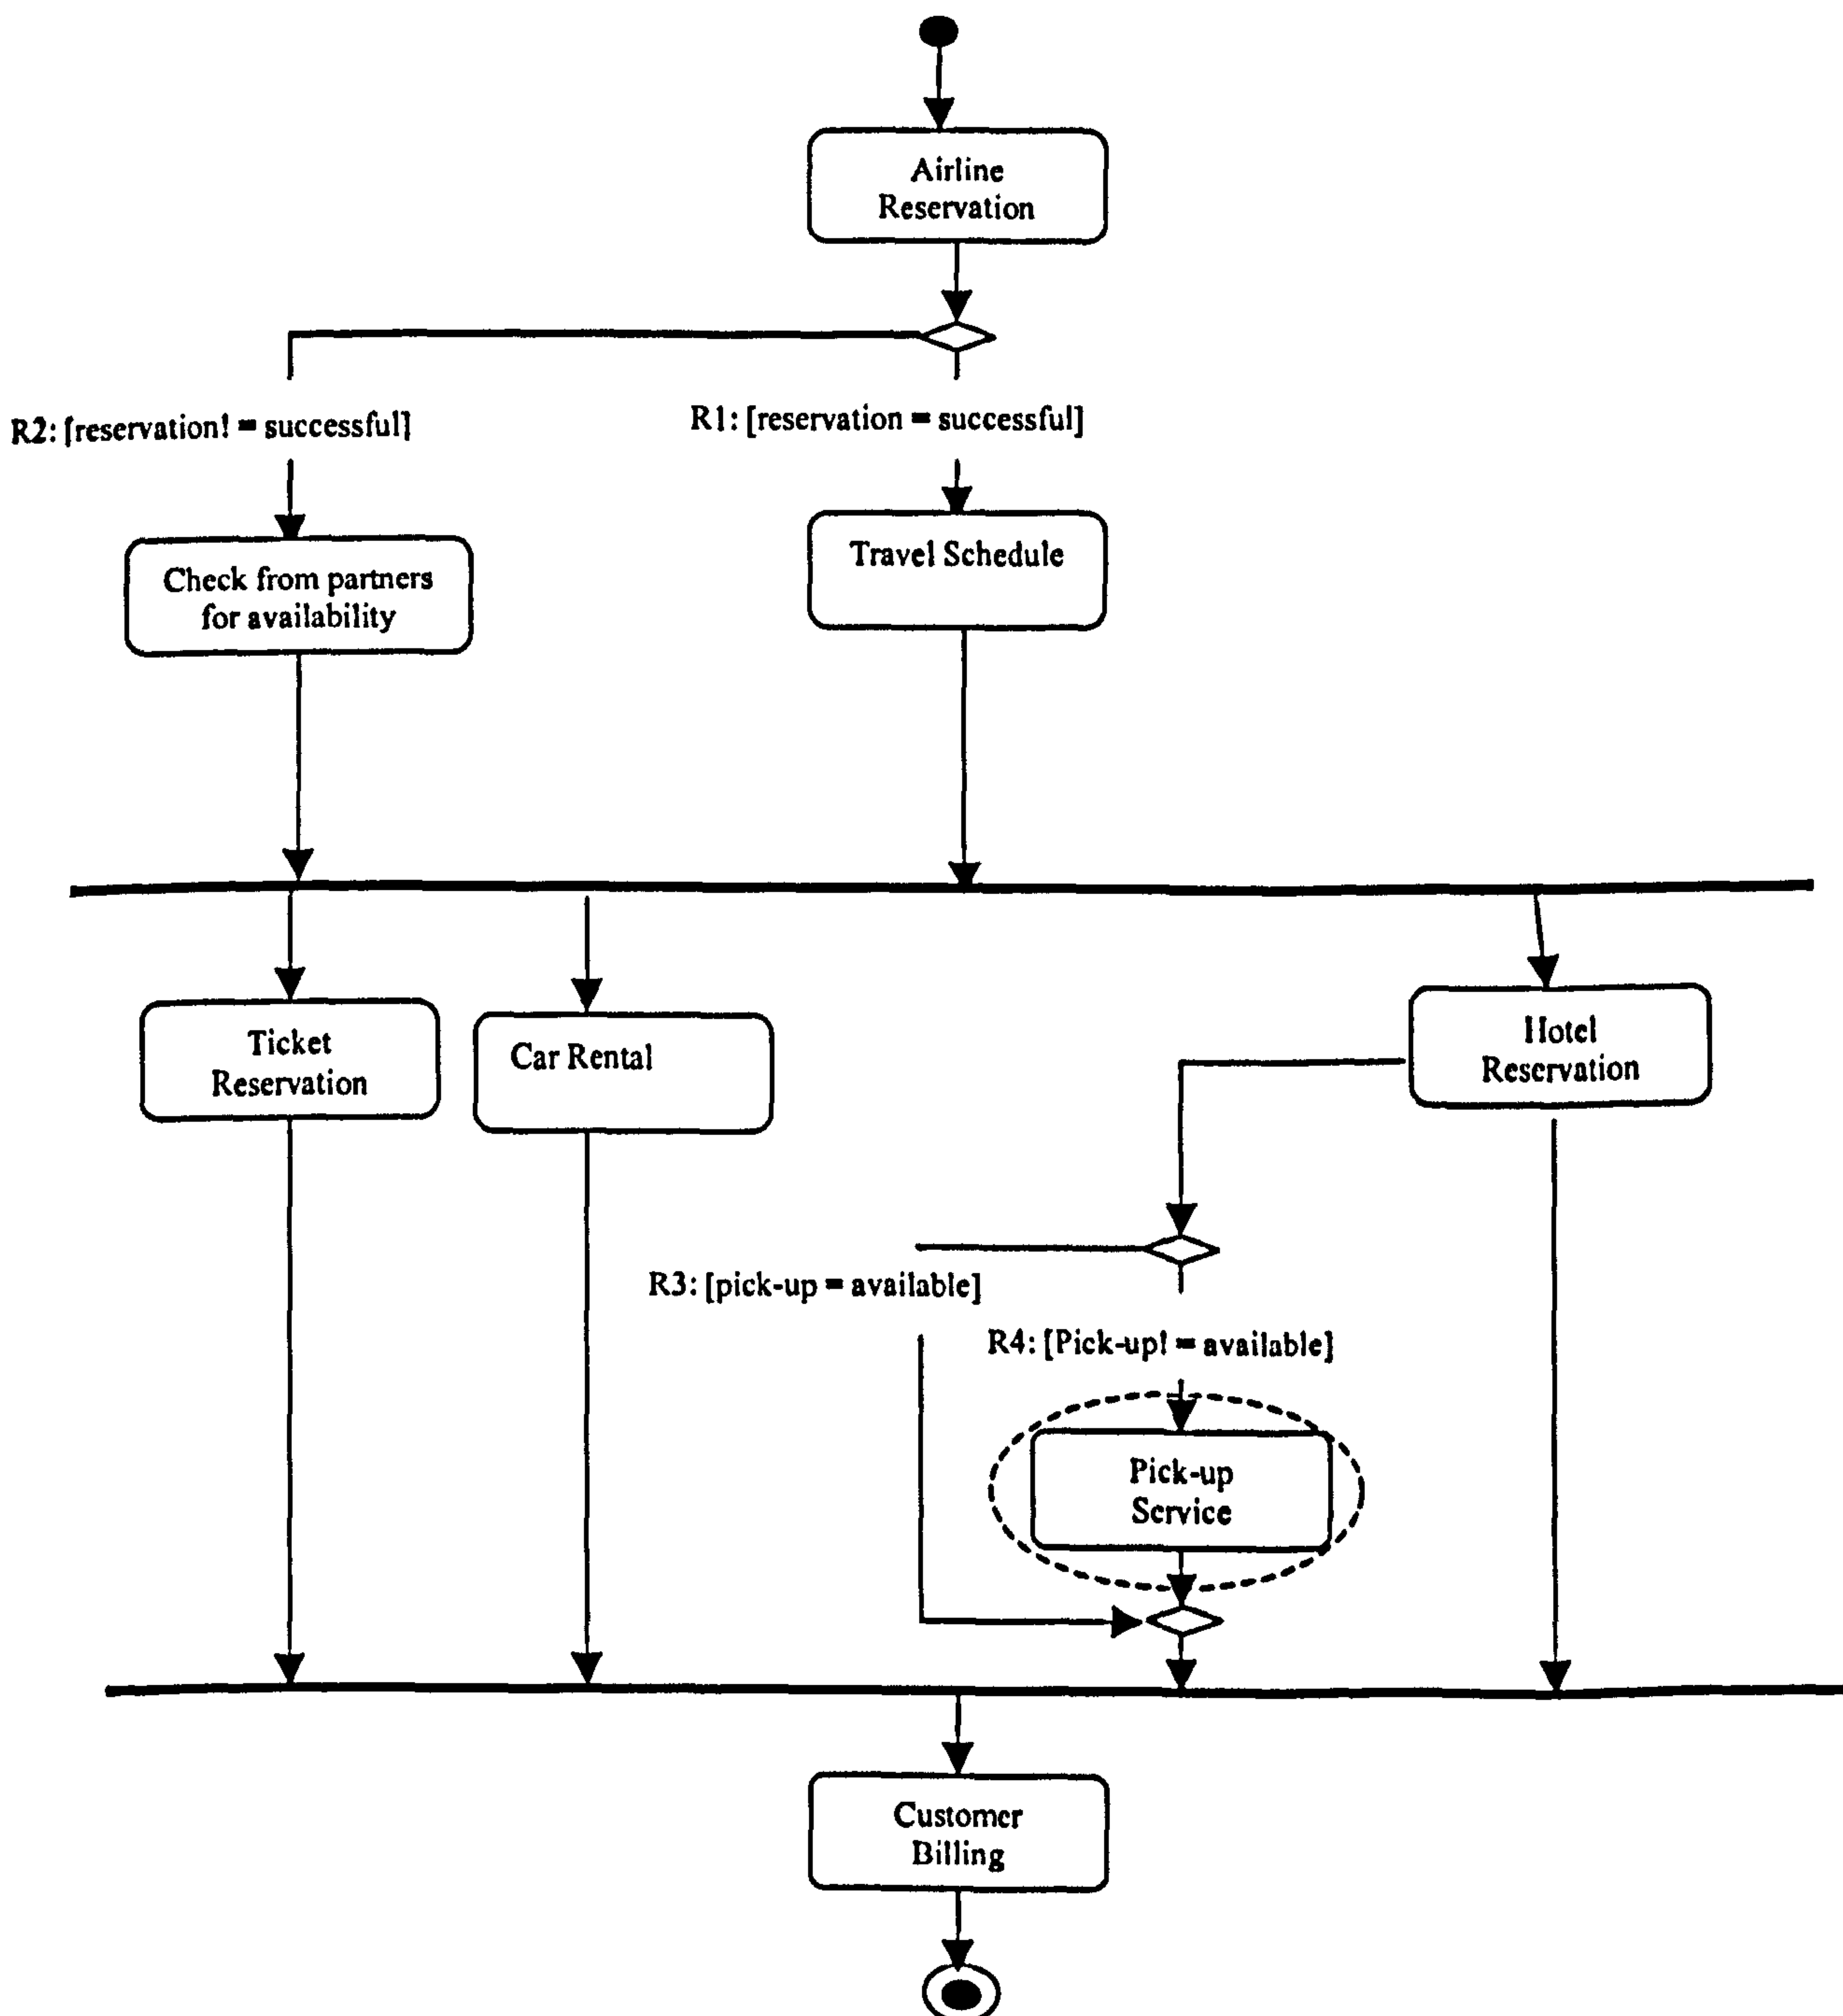 Airline
Reservation
R2: [reservation! = successful]
R1: [reservation = successful]
Check from partners
for availability
Travel Schedule
Ticket
Reservation
Car Rental
Hotel
Reservation
R3: [pick-up = available]
R4: [Pick-up! = available]
Pick-up
Service
Customer
Billing